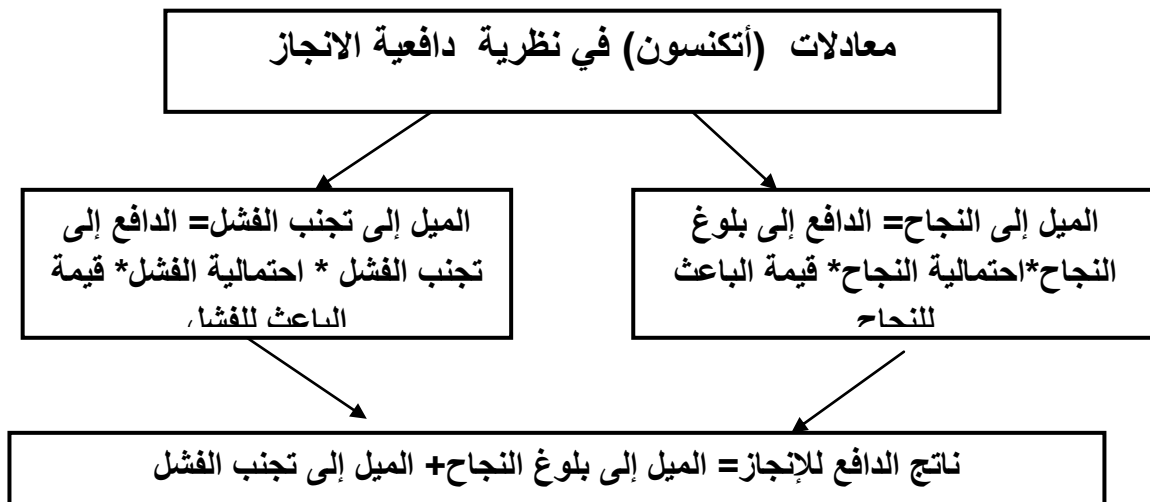 معادلات (أتكنسون) في نظرية دافعية الانجاز
الميل إلى النجاح= الدافع إلى بلوغ
النجاح*احتمالية النجاح* قيمة الباعث
للنجاح
الميل إلى تجنب الفشل= الدافع إلى
تجنب الفشل * احتمالية الفشل* قيمة
الباعث للفشل
ناتج الدافع للإنجاز= الميل إلى بلوغ النجاح+ الميل إلى تجنب الفشل